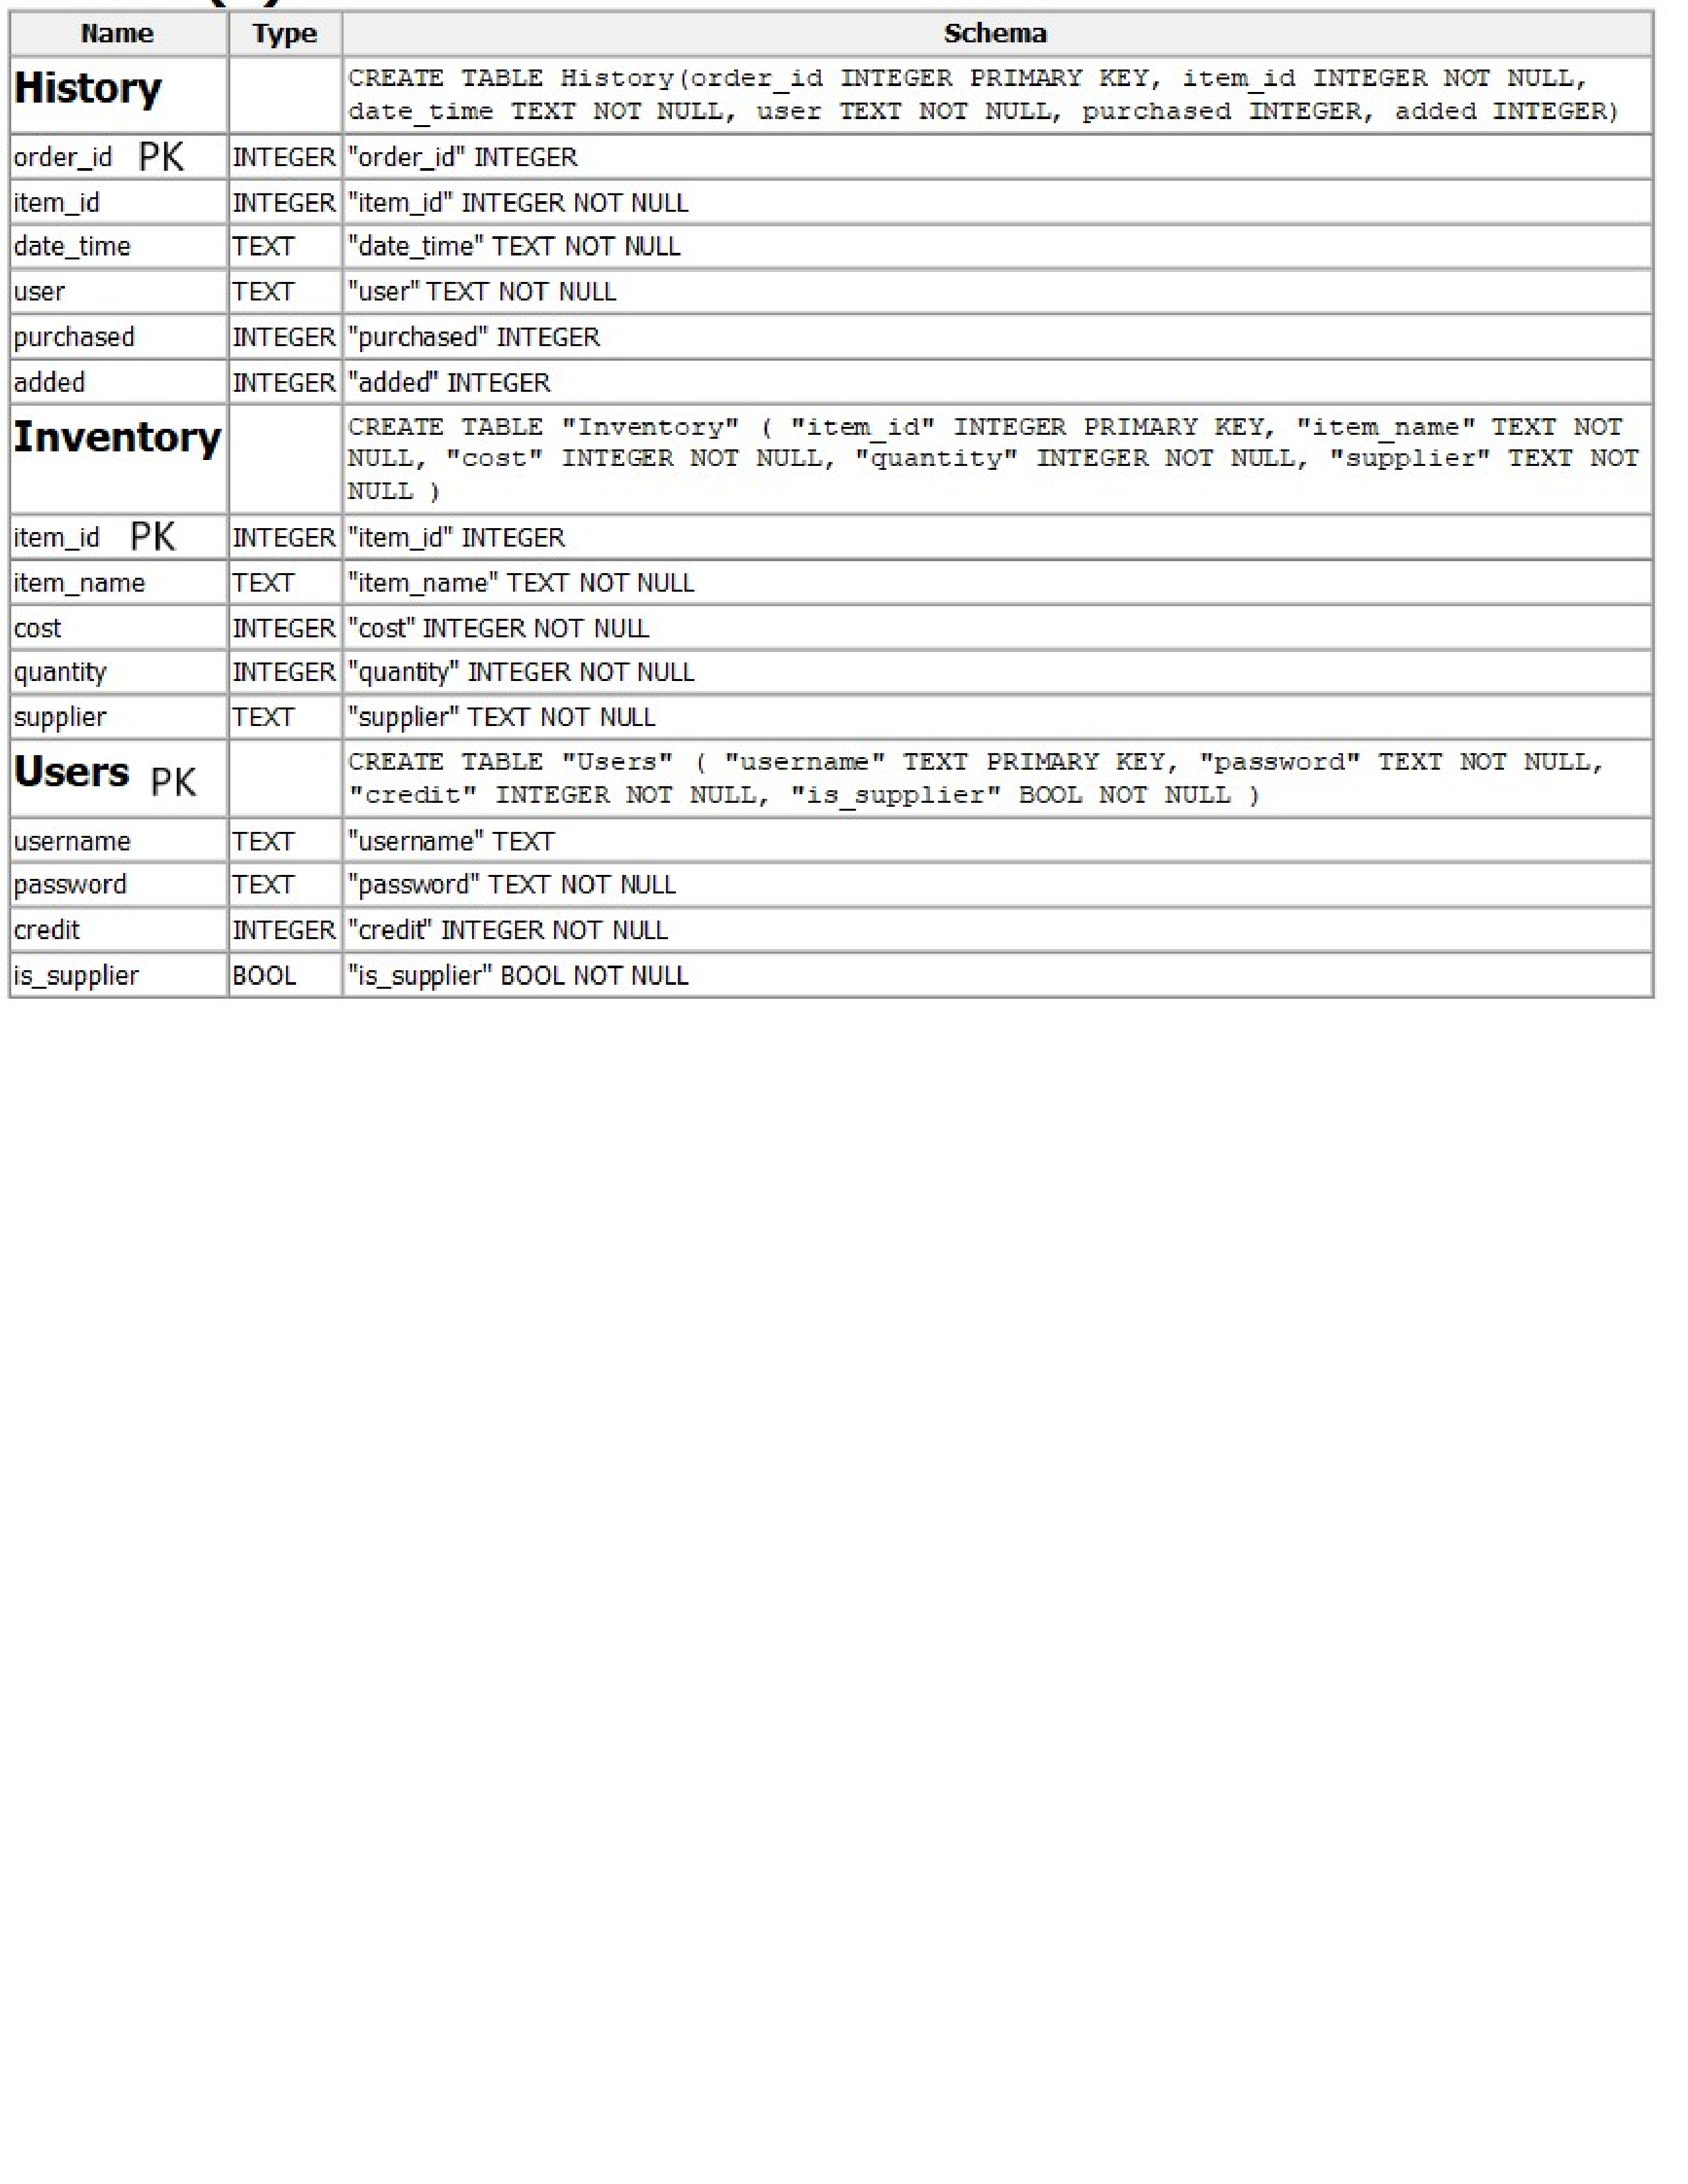 Name Type Schema
History CREATE TABLE History(order_id INTEGER PRIMARY KEY, item_id INTEGER NOT NULL,
date_time TEXT NOT NULL, user TEXT NOT NULL, purchased INTEGER, added INTEGER)
order_id PK INTEGER "order_id" INTEGER
item_id INTEGER "item_id" INTEGER NOT NULL
date_time TEXT "date_time" TEXT NOT NULL
user TEXT "user" TEXT NOT NULL
purchased INTEGER "purchased" INTEGER
added INTEGER "added" INTEGER
Inventory CREATE TABLE "Inventory" ( "item_id" INTEGER PRIMARY KEY, "item_name" TEXT NOT
NULL, "cost" INTEGER NOT NULL, "quantity" INTEGER NOT NULL, "supplier" TEXT NOT
NULL )
item_id PK INTEGER "item_id" INTEGER
item_name TEXT "item_name" TEXT NOT NULL
cost INTEGER "cost" INTEGER NOT NULL
quantity INTEGER "quantity" INTEGER NOT NULL
supplier TEXT "supplier" TEXT NOT NULL
Users PK CREATE TABLE "Users" ( "username" TEXT PRIMARY KEY, "password" TEXT NOT NULL,
"credit" INTEGER NOT NULL, "is_supplier" BOOL NOT NULL )
username TEXT "username" TEXT
password TEXT "password" TEXT NOT NULL
credit INTEGER "credit" INTEGER NOT NULL
is_supplier BOOL "is_supplier" BOOL NOT NULL